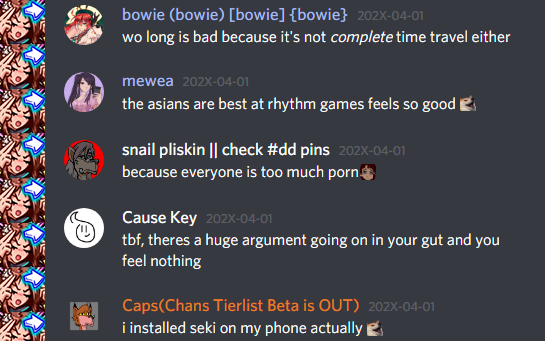 bowie (bowie) [bowie] {bowie} 202X-04-01
wo long is bad because it's not complete time travel either
mewea 202X-04-01
the asians are best at rhythm games feels so good
snail pliskin || check #dd pins 202X-04-01
because everyone is too much porn
Cause Key 202X-04-01
tbf, theres a huge argument going on in your gut and you
feel nothing
Caps(Chans Tierlist Beta is OUT) 202X-04-01
i installed seki on my phone actually